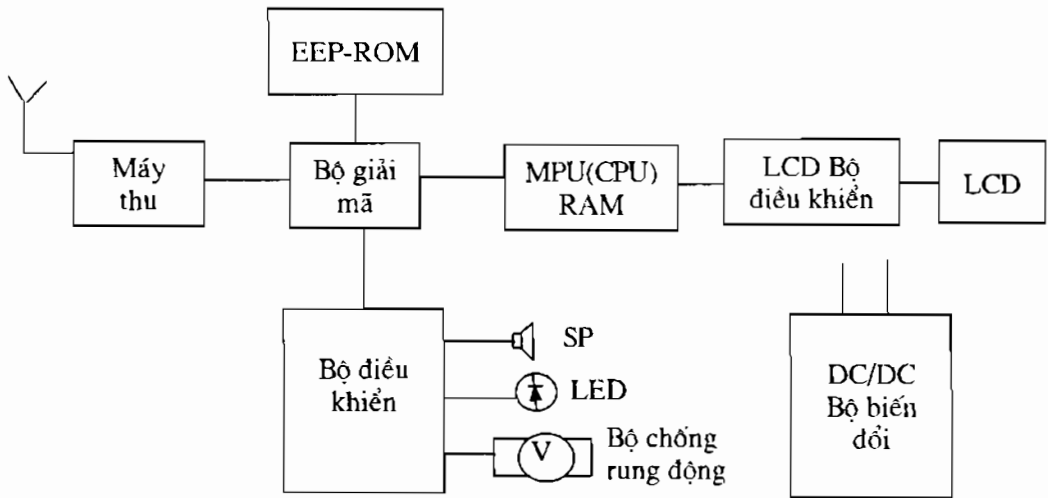 EEP-ROM
Máy
thu
Bộ giải
mã
MPU(CPU)
RAM
LCD Bộ
điều khiển
LCD
Bộ điều
khiển
SP
LED
V
Bộ chống
rung động
DC/DC
Bộ biến
đổi